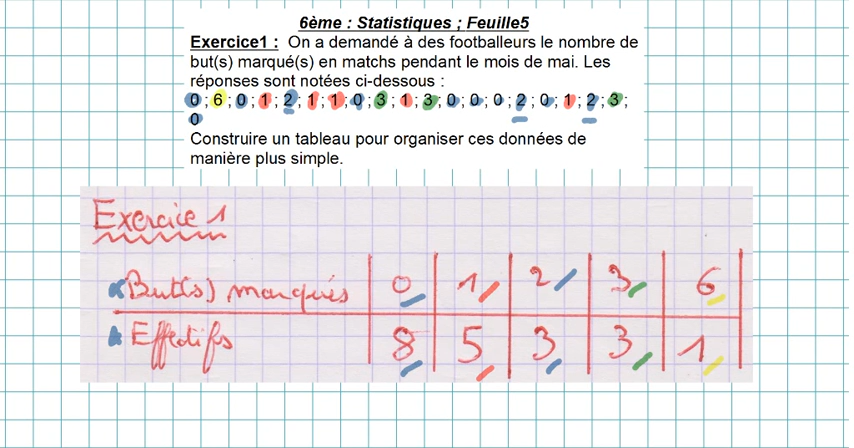 6ème : Statistiques ; Feuille5
Exercice1 : On a demandé à des footballeurs le nombre de
but(s) marqué(s) en matchs pendant le mois de mai. Les
réponses sont notées ci-dessous :
0 ; 6 ; 0 ; 1 ; 2 ; 1 ; 1 ; 0 ; 3 ; 1 ; 3 ; 0 ; 0 ; 0 ; 2 ; 0 ; 1 ; 2 ; 3 ;
0
Construire un tableau pour organiser ces données de
manière plus simple.
Exercice 1
But(s) marqués 0 1 2 3 6
Effectifs 8 5 3 3 1